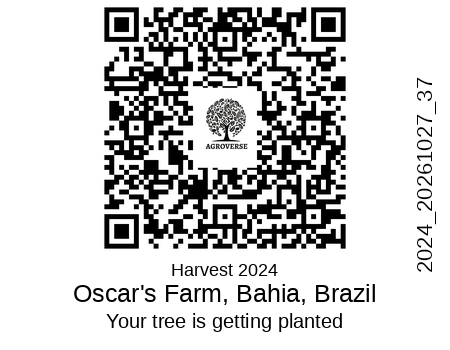 AGROVERSE
Harvest 2024
Oscar's Farm, Bahia, Brazil
Your tree is getting planted
2024_20261027_37